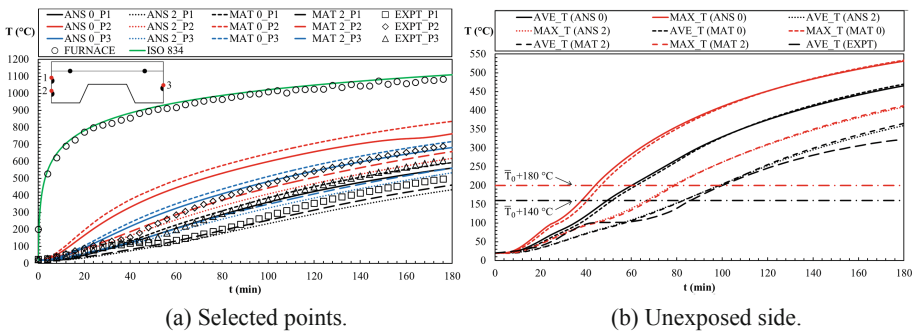 T
(°C)
ANS 0_P1 ANS 2_P1 MAT 0_P1 MAT 2_P1 EXPT_P1
ANS 0_P2 ANS 2_P2 MAT 0_P2 MAT 2_P2 EXPT_P2
ANS 0_P3 ANS 2_P3 MAT 0_P3 MAT 2_P3 EXPT_P3
FURNACE ISO 834
1200
1100
1000
900
800
700
600
500
400
300
200
100
0
1
2
3
0 20 40 60 80 100 120 140 160 180
t (min)
(a) Selected points.
T (°C)
AVE_T (ANS 0) MAX_T (ANS 0) AVE_T (ANS 2)
MAX_T (ANS 2) AVE_T (MAT 0) MAX_T (MAT 0)
AVE_T (MAT 2) MAX_T (MAT 2) AVE_T (EXPT)
550
500
450
400
350
300
250
200
150
100
50
0
T̅0+180 °C
T̅0+140 °C
0 20 40 60 80 100 120 140 160 180
t (min)
(b) Unexposed side.